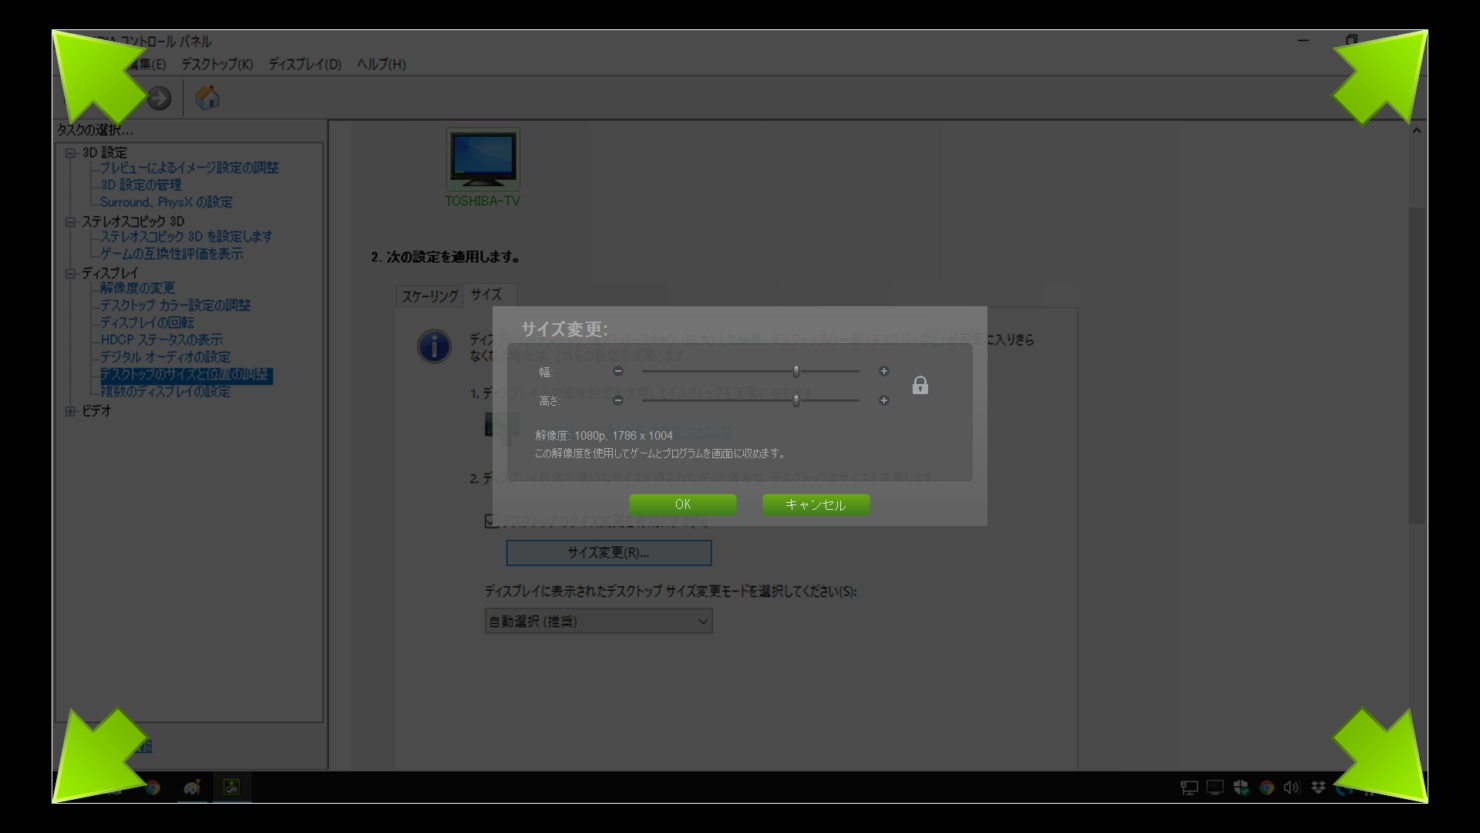 コントロール パネル
編集(E) デスクトップ(K) ディスプレイ(D) ヘルプ(H)
タスクの選択...
3D 設定
プレビューによるイメージ設定の調整
3D 設定の管理
Surround、PhysX の設定
ステレオスコピック 3D
ステレオスコピック 3D を設定します
ゲームの互換性評価を表示
ディスプレイ
解像度の変更
デスクトップ カラー設定の調整
ディスプレイの回転
HDCP ステータスの表示
デジタル オーディオの設定
デスクトップのサイズと位置の調整
複数のディスプレイの設定
ビデオ
TOSHIBA-TV
2. 次の設定を適用します。
スケーリング サイズ
に入りきら
なく
サイズ変更:
幅:
高さ:
解像度: 1080p、1786 x 1004
この解像度を使用してゲームとプログラムを画面に収めます。
1. デ
2. デ
OK キャンセル
サイズ変更(R)...
ディスプレイに表示されたデスクトップ サイズ変更モードを選択してください(S):
自動選択 (推奨)